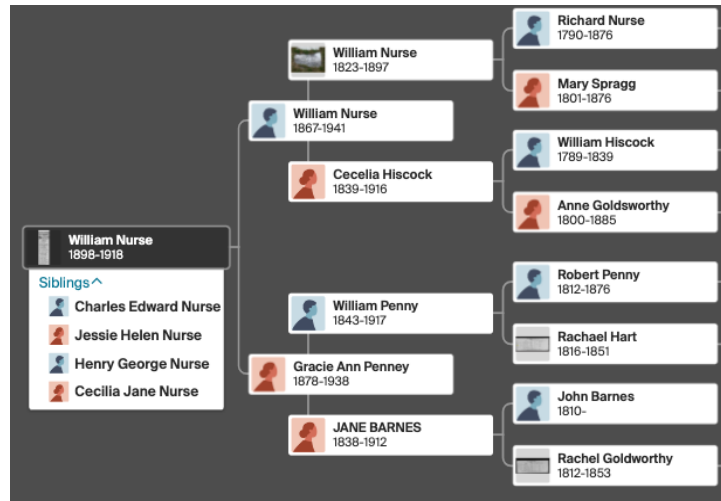 William Nurse
1898-1918
Siblings
Charles Edward Nurse
Jessie Helen Nurse
Henry George Nurse
Cecilia Jane Nurse
William Nurse
1867-1941
Gracie Ann Penney
1878-1938
William Nurse
1823-1897
Cecelia Hiscock
1839-1916
William Penny
1843-1917
JANE BARNES
1838-1912
Richard Nurse
1790-1876
Mary Spragg
1801-1876
William Hiscock
1789-1839
Anne Goldsworthy
1800-1885
Robert Penny
1812-1876
Rachael Hart
1816-1851
John Barnes
1810-
Rachel Goldworthy
1812-1853